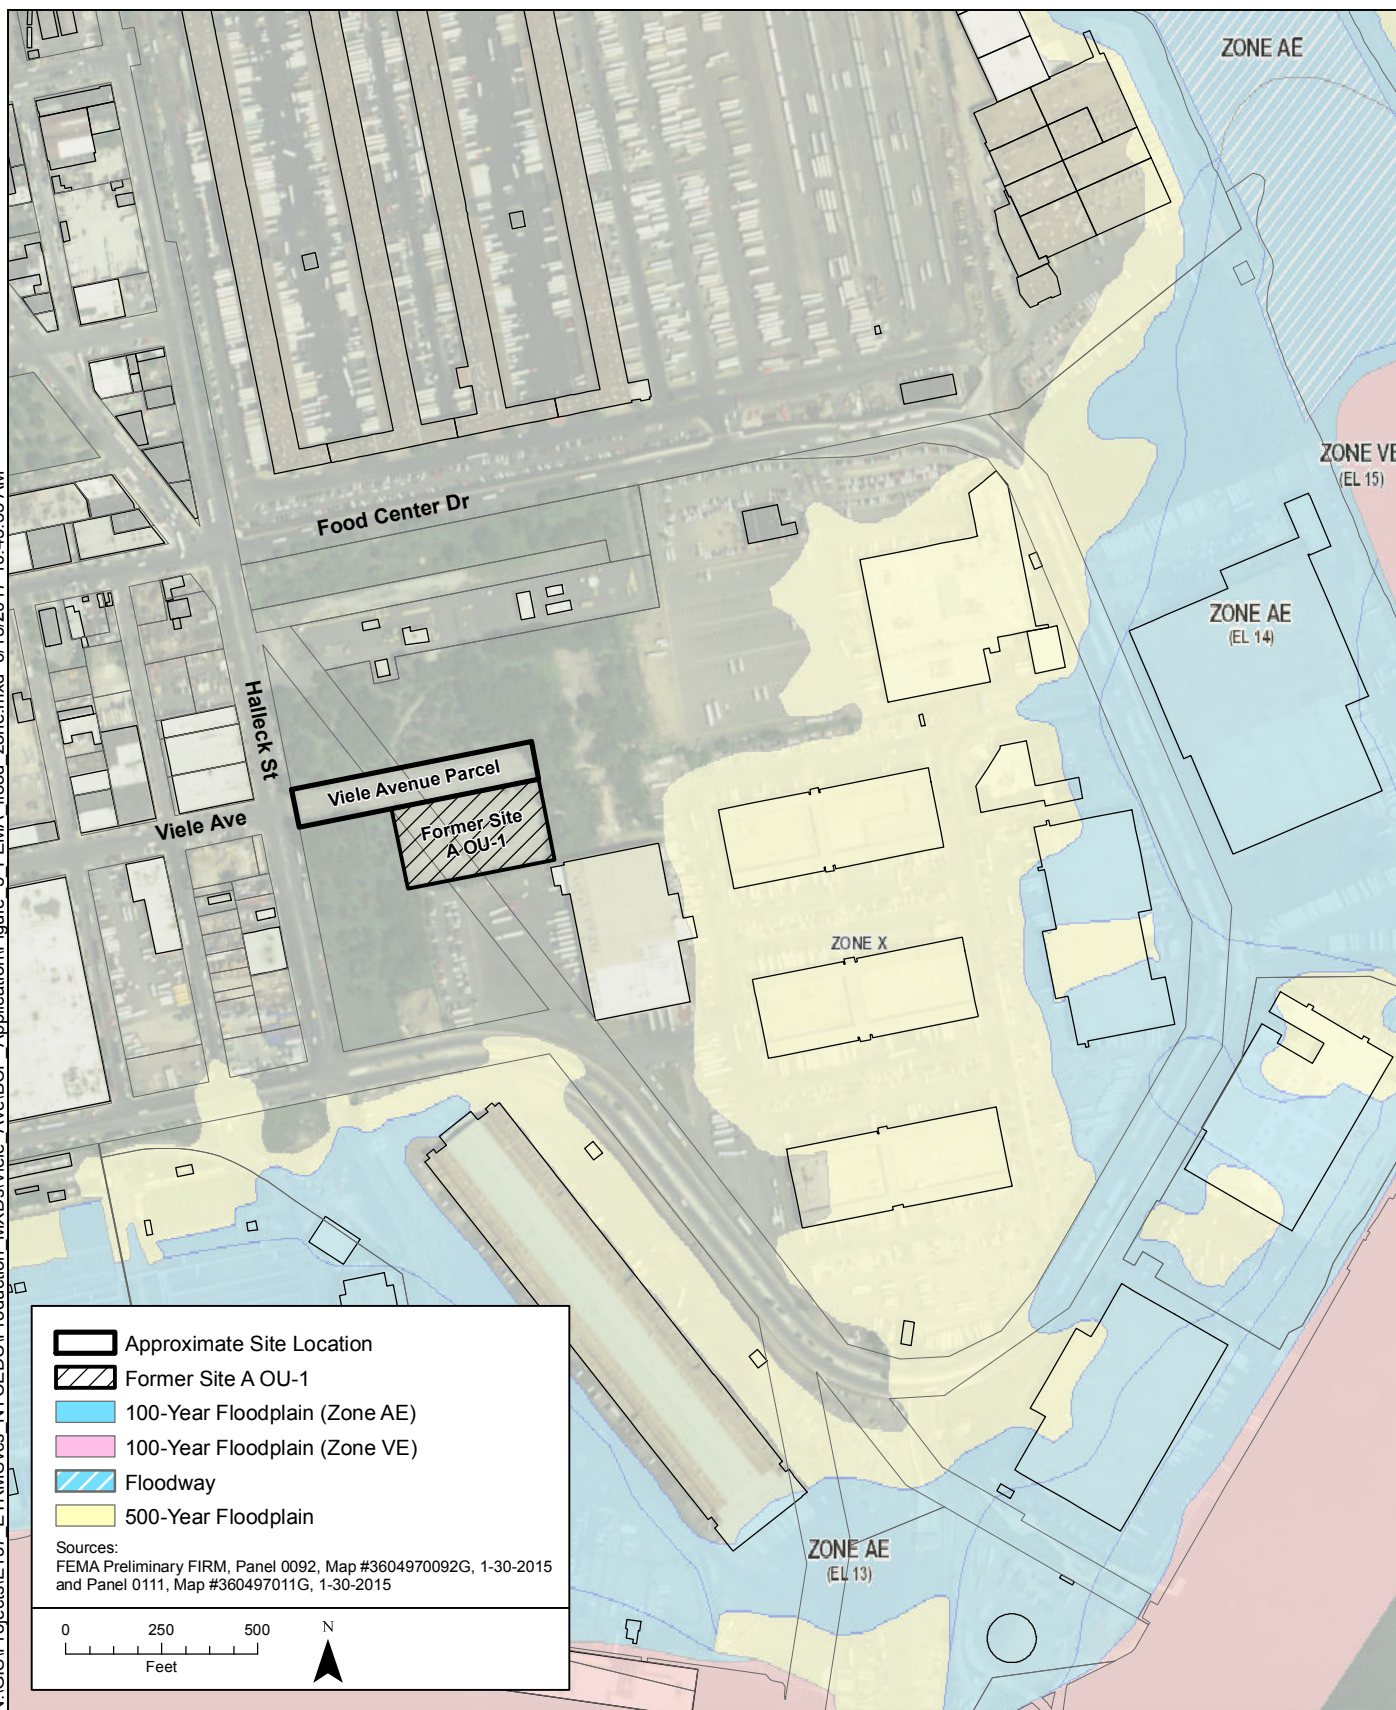 ZONE AE
ZONE VE
(EL 15)
Food Center Dr
ZONE AE
(EL 14)
Halleck St
Viele Avenue Parcel
Viele Ave
Former Site
A OU-1
ZONE X
Approximate Site Location
Former Site A OU-1
100-Year Floodplain (Zone AE)
100-Year Floodplain (Zone VE)
Floodway
500-Year Floodplain
Sources:
FEMA Preliminary FIRM, Panel 0092, Map #3604970092G, 1-30-2015
and Panel 0111, Map #360497011G, 1-30-2015
0 250 500
Feet
N
ZONE AE
(EL 13)